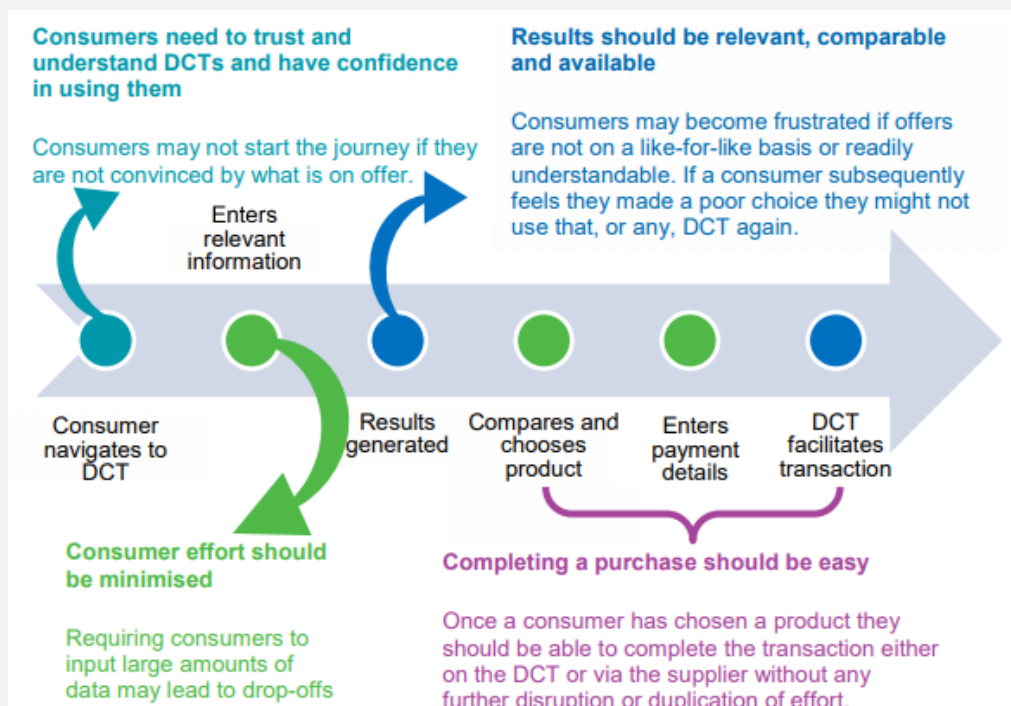 Consumers need to trust and
understand DCTs and have confidence
in using them
Consumers may not start the journey if they
are not convinced by what is on offer.
Results should be relevant, comparable
and available
Consumers may become frustrated if offers
are not on a like-for-like basis or readily
understandable. If a consumer subsequently
feels they made a poor choice they might not
use that, or any, DCT again.
Enters
relevant
information
Consumer
navigates to
DCT
Results
generated
Compares and
chooses
product
Enters
payment
details
DCT
facilitates
transaction
Consumer effort should
be minimised
Requiring consumers to
input large amounts of
data may lead to drop-offs
Completing a purchase should be easy
Once a consumer has chosen a product they
should be able to complete the transaction either
on the DCT or via the supplier without any
further disruption or duplication of effort.